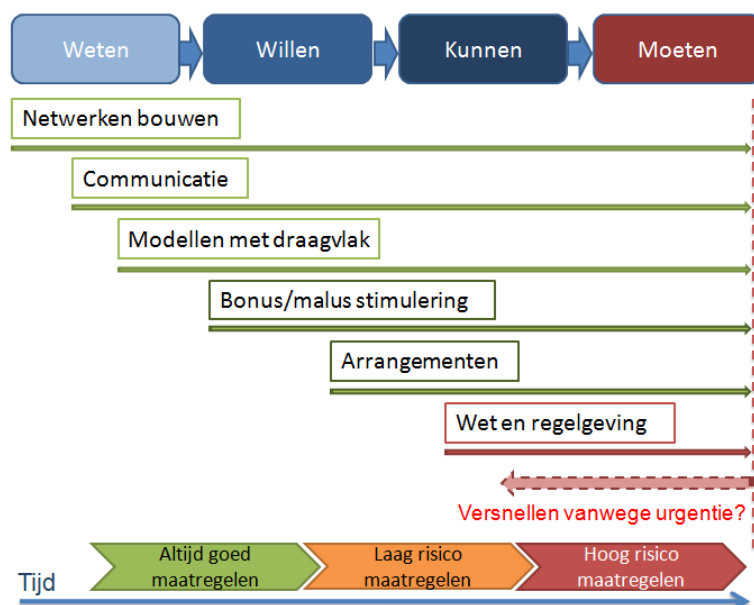 Weten
Willen
Kunnen
Moeten
Netwerken bouwen
Communicatie
Modellen met draagvlak
Bonus/malus stimulering
Arrangementen
Wet en regelgeving
Versnellen vanwege urgentie?
Altijd goed
maatregelen
Laag risico
maatregelen
Hoog risico
maatregelen
Tijd